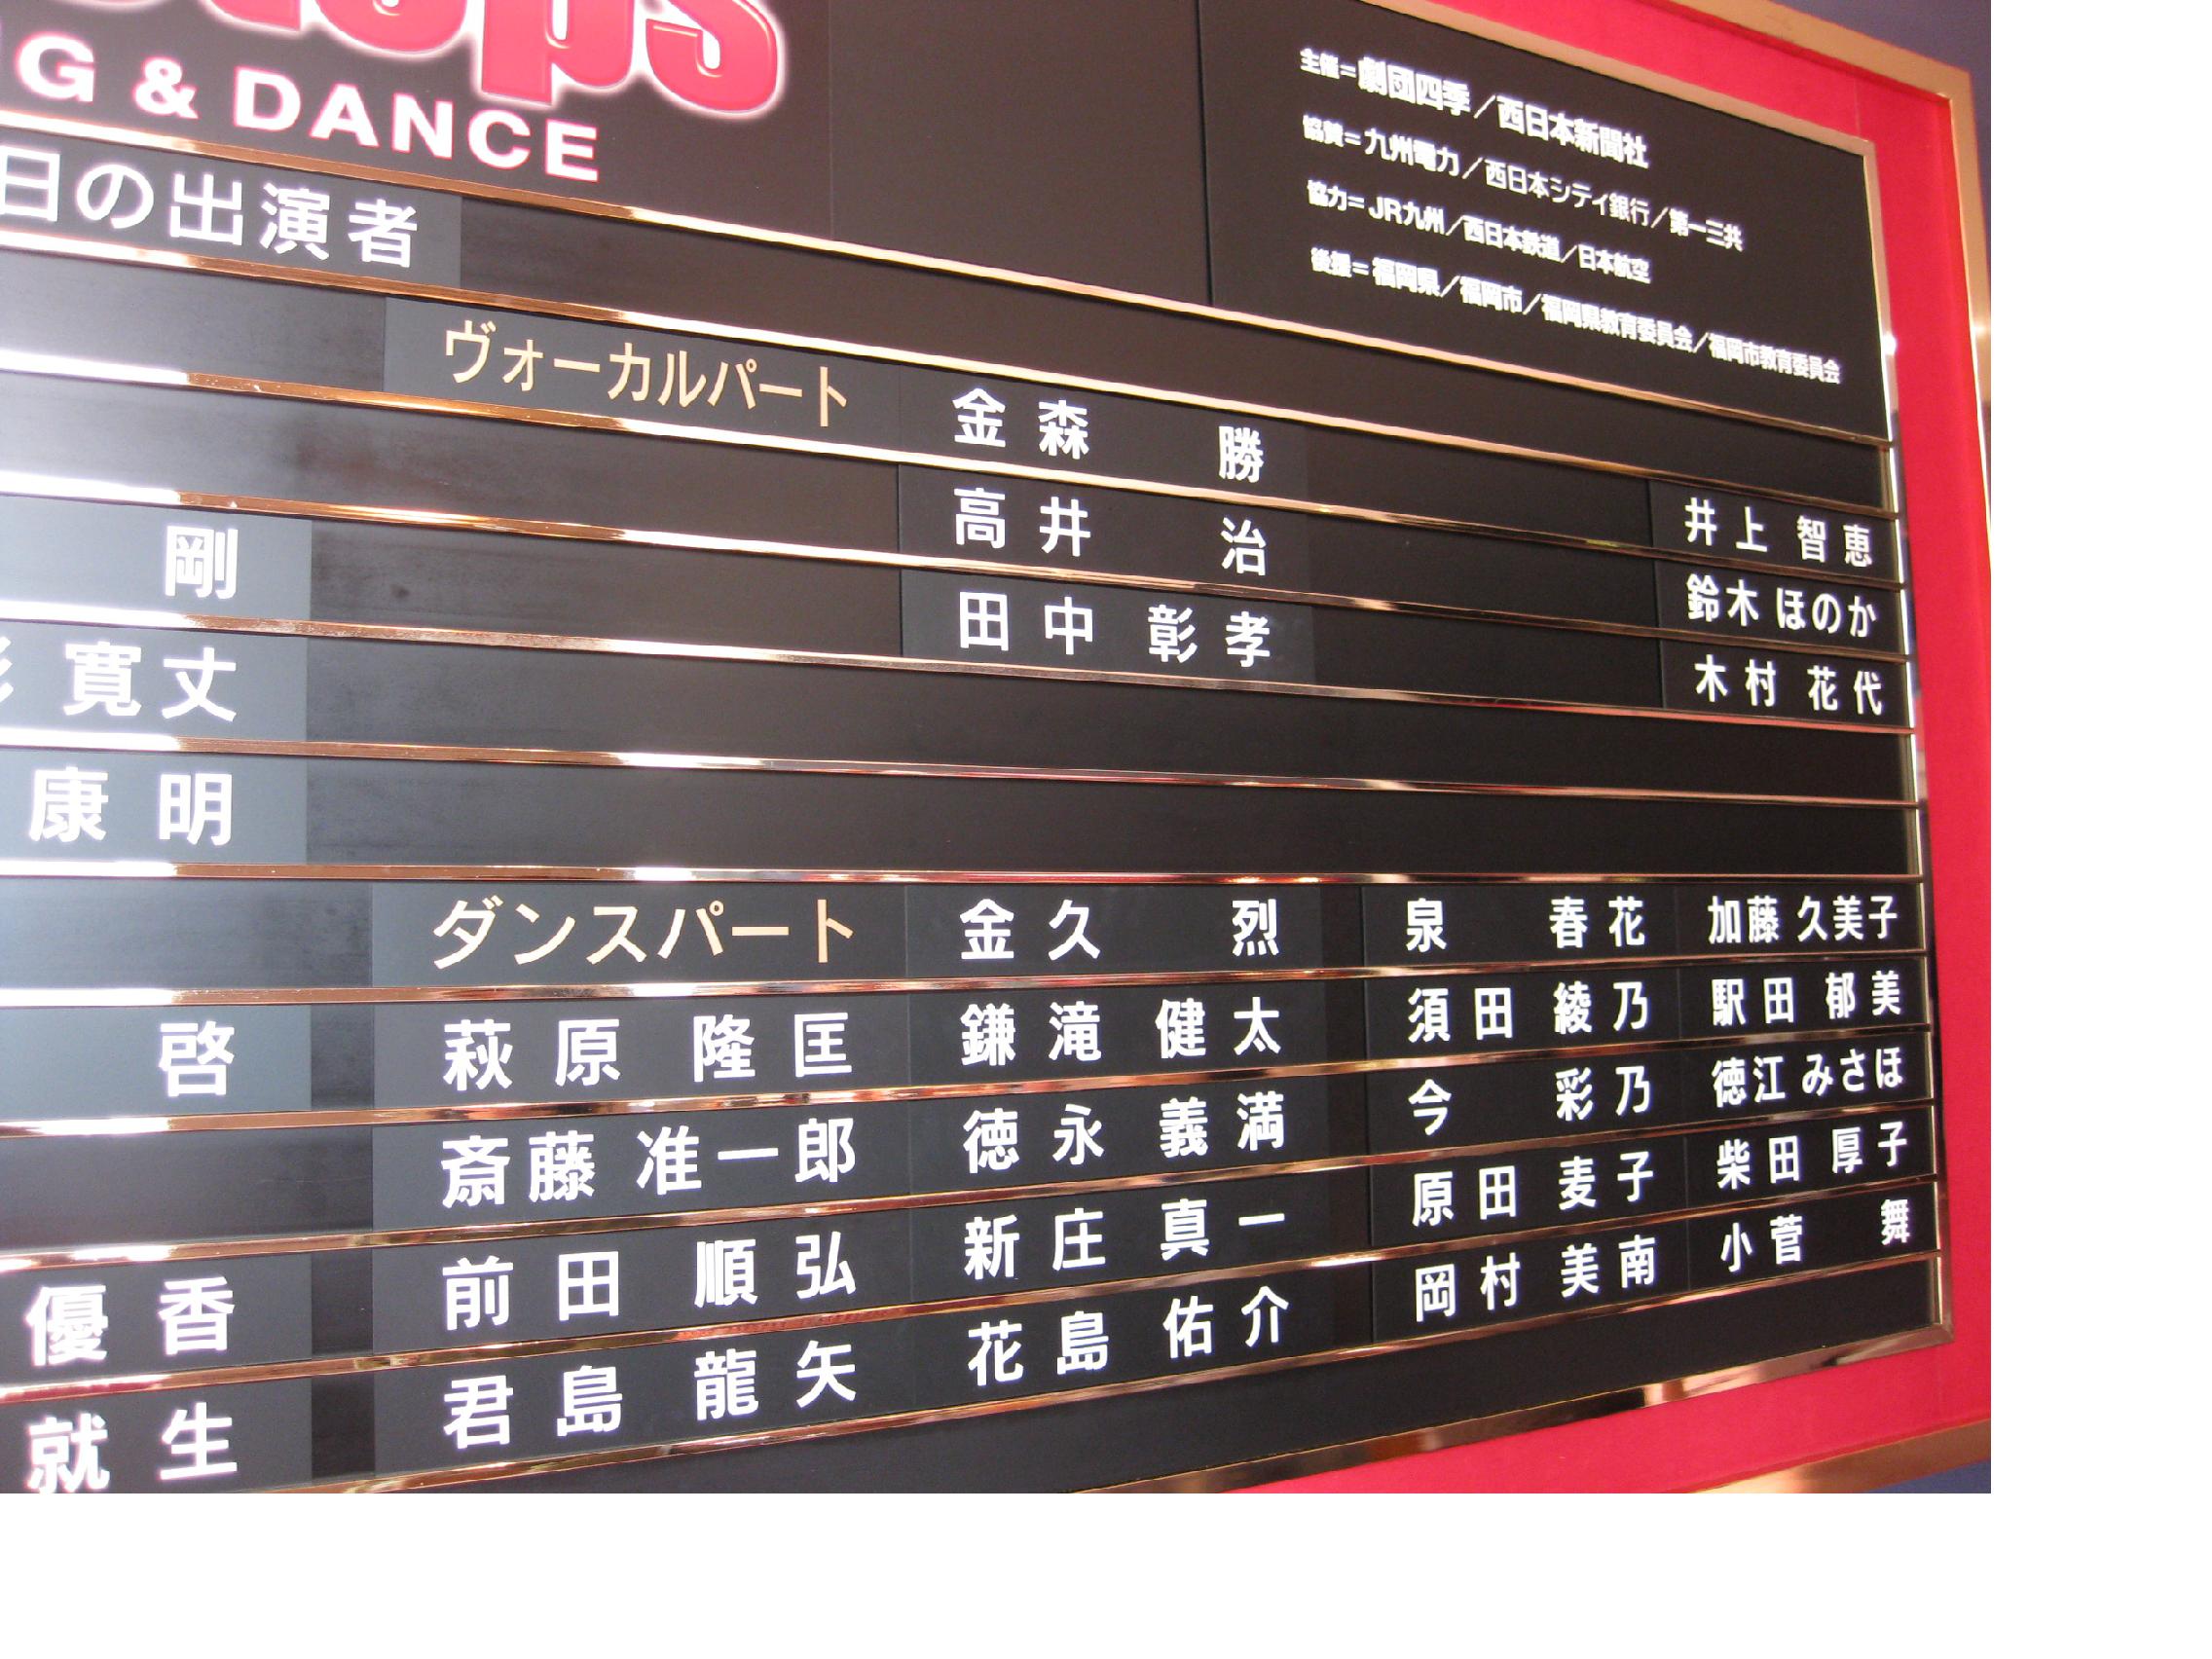 G & DANCE
日の出演者
主催=劇団四季／西日本新聞社
協賛=九州電力／西日本シティ銀行／第一三共
協力=JR九州／西日本鉄道／日本航空
後援=福岡県／福岡市／福岡県教育委員会／福岡市教育委員会
ヴォーカルパート 金森 勝
高井 治 井上智恵
剛 田中彰孝 鈴木ほのか
寛丈 木村花代
康明
ダンスパート 金久 烈 泉 春花 加藤久美子
啓 萩原隆匡 鎌滝健太 須田綾乃 駅田郁美
斎藤准一郎 徳永義満 今 彩乃 徳江みさほ
優香 前田順弘 新庄真一 原田麦子 柴田厚子
就生 君島龍矢 花島佑介 岡村美南 小菅 舞